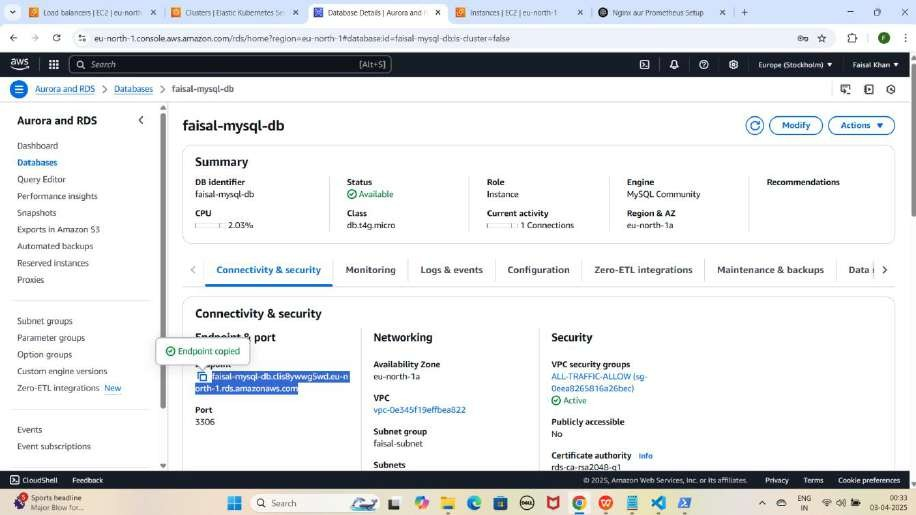 Load balancers | EC2 | eu-north
Clusters | Elastic Kubernetes Se
Database Details | Aurora and R
Instances | EC2 | eu-north-1
Nginx aur Prometheus Setup
eu-north-1.console.aws.amazon.com/rds/home?region=eu-north-1#database:id=faisal-mysql-db;is-cluster=false
F
aws
Search [Alt+S]
Europe (Stockholm)
Faisal Khan
Aurora and RDS > Databases > faisal-mysql-db
Aurora and RDS
Dashboard
Databases
Query Editor
Performance insights
Snapshots
Exports in Amazon S3
Automated backups
Reserved instances
Proxies
Subnet groups
Parameter groups
Option groups
Custom engine versions
Zero-ETL integrations New
Events
Event subscriptions
faisal-mysql-db
Modify
Actions
Summary
DB identifier
faisal-mysql-db
Status
Available
Role
Instance
Engine
MySQL Community
Recommendations
CPU
2.03%
Class
db.t4g.micro
Current activity
1 Connections
Region & AZ
eu-north-1a
Connectivity & security
Monitoring
Logs & events
Configuration
Zero-ETL integrations
Maintenance & backups
Data
Connectivity & security
Endpoint & port
Endpoint copied
faisal-mysql-db.clis8ywwg5wd.eu-n
orth-1.rds.amazonaws.com
Port
3306
Networking
Availability Zone
eu-north-1a
VPC
vpc-0e345f19effbea822
Subnet group
faisal-subnet
Subnets
Security
VPC security groups
ALL-TRAFFIC-ALLOW (sg-
0eea8265816a26bec)
Active
Publicly accessible
No
Certificate authority Info
rds-ca-rsa2048-g1
CloudShell
Feedback
© 2025, Amazon Web Services, Inc. or its affiliates.
Privacy
Terms
Cookie preferences
Sports headline
Major Blow for...
Search
DELL
ENG
IN
00:33
03-04-2025